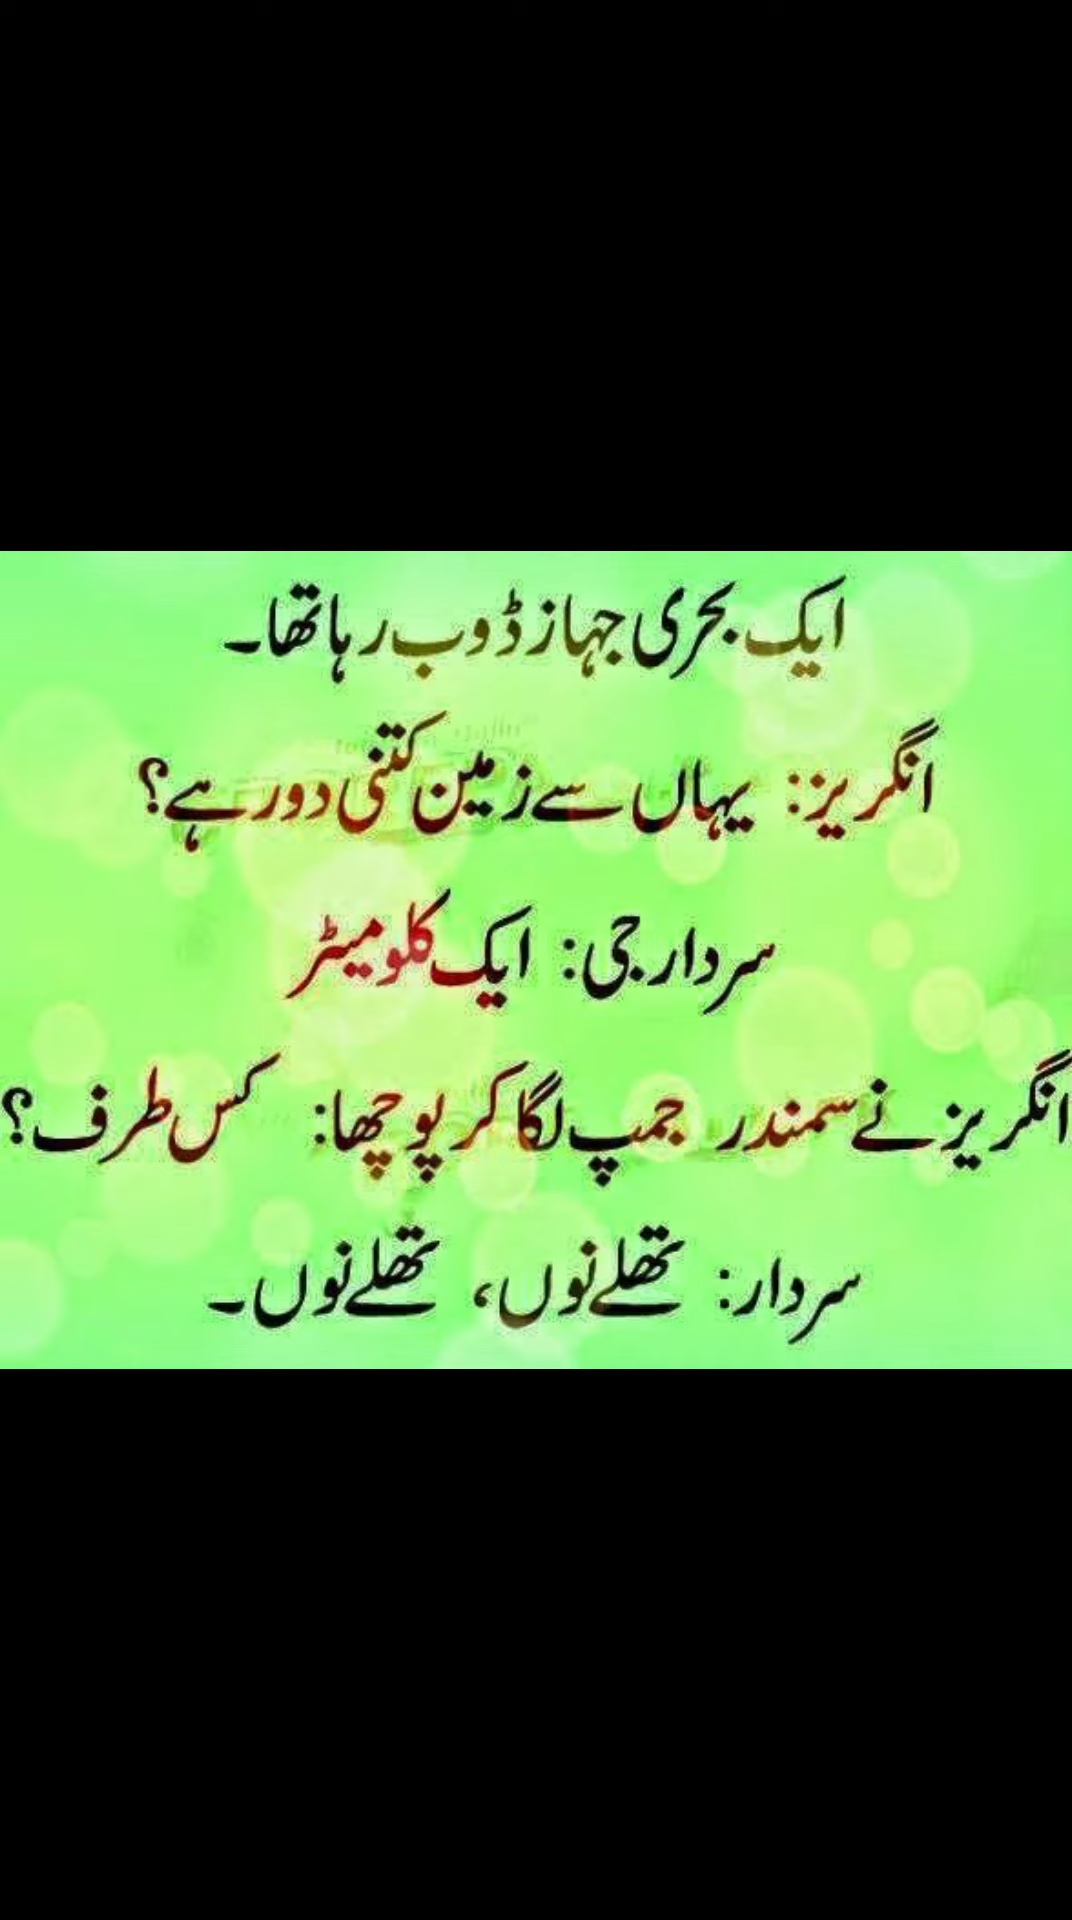 ایک بحری جہاز ڈوب رہا تھا۔
انگریز: یہاں سے زمین کتنی دور ہے؟
سردار جی: ایک کلومیٹر
انگریز نے سمندر جمپ لگا کر پوچھا: کس طرف؟
سردار: تھلے نوں، تھلے نوں۔